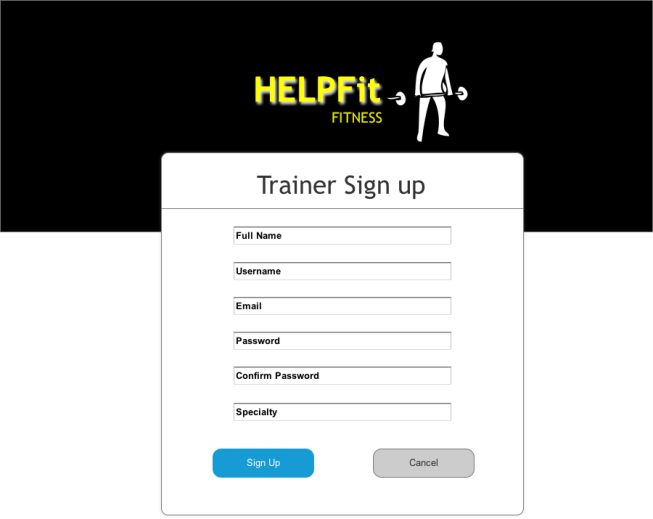 HELPFit
FITNESS
Trainer Sign up
Full Name
Username
Email
Password
Confirm Password
Specialty
Sign Up
Cancel